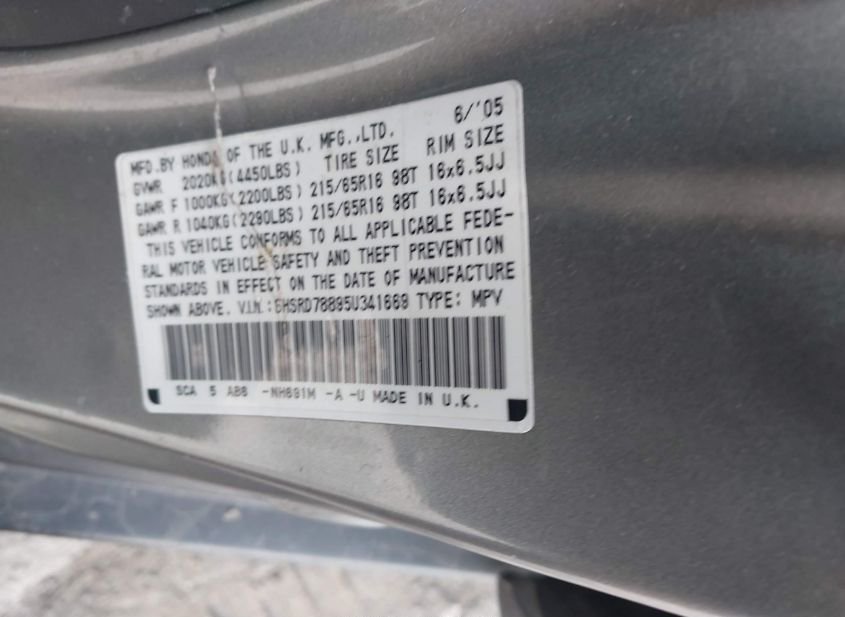 MFD.BY HONDA OF THE U.K. MFG.,LTD. 6/'05
GVWR 2020KG(4450LBS) TIRE SIZE RIM SIZE
GAWR F 1000KG(2200LBS) 215/65R16 98T 16x6.5JJ
GAWR R 1040KG(2290LBS) 215/65R16 98T 16x6.5JJ
THIS VEHICLE CONFORMS TO ALL APPLICABLE FEDE-
RAL MOTOR VEHICLE SAFETY AND THEFT PREVENTION
STANDARDS IN EFFECT ON THE DATE OF MANUFACTURE
SHOWN ABOVE. V.I.N.: TYPE: MPV
SCA 5 -A -U MADE IN U.K.